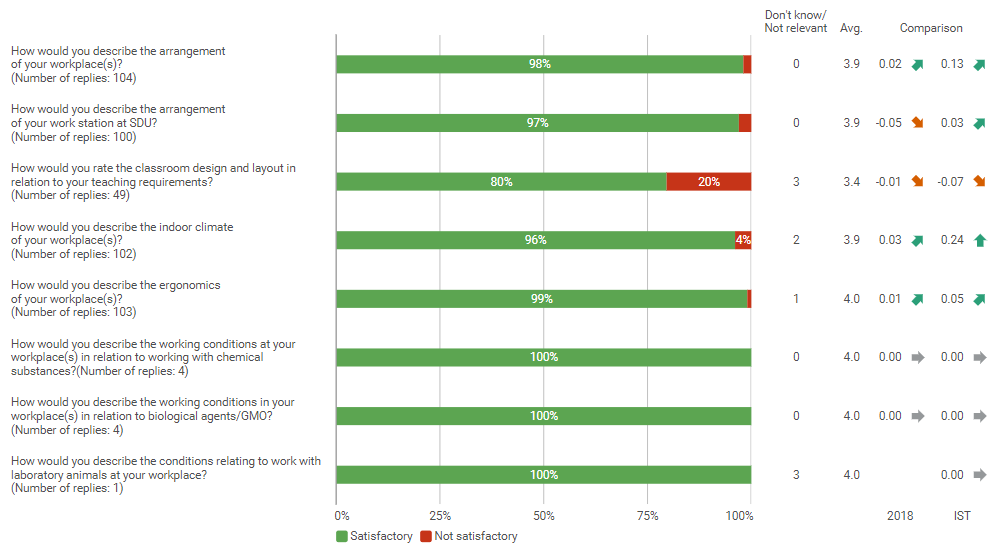 Don't know/
Not relevant Avg. Comparison
How would you describe the arrangement
of your workplace(s)?
(Number of replies: 104)
98% 0 3.9 0.02 0.13
How would you describe the arrangement
of your work station at SDU?
(Number of replies: 100)
97% 0 3.9 -0.05 0.03
How would you rate the classroom design and layout in
relation to your teaching requirements?
(Number of replies: 49)
80% 20% 3 3.4 -0.01 -0.07
How would you describe the indoor climate
of your workplace(s)?
(Number of replies: 102)
96% 4% 2 3.9 0.03 0.24
How would you describe the ergonomics
of your workplace(s)?
(Number of replies: 103)
99% 1 4.0 0.01 0.05
How would you describe the working conditions at your
workplace(s) in relation to working with chemical
substances?(Number of replies: 4)
100% 0 4.0 0.00 0.00
How would you describe the working conditions in your
workplace(s) in relation to biological agents/GMO?
(Number of replies: 4)
100% 0 4.0 0.00 0.00
How would you describe the conditions relating to work with
laboratory animals at your workplace?
(Number of replies: 1)
100% 3 4.0 0.00
0% 25% 50% 75% 100% 2018 IST
Satisfactory Not satisfactory